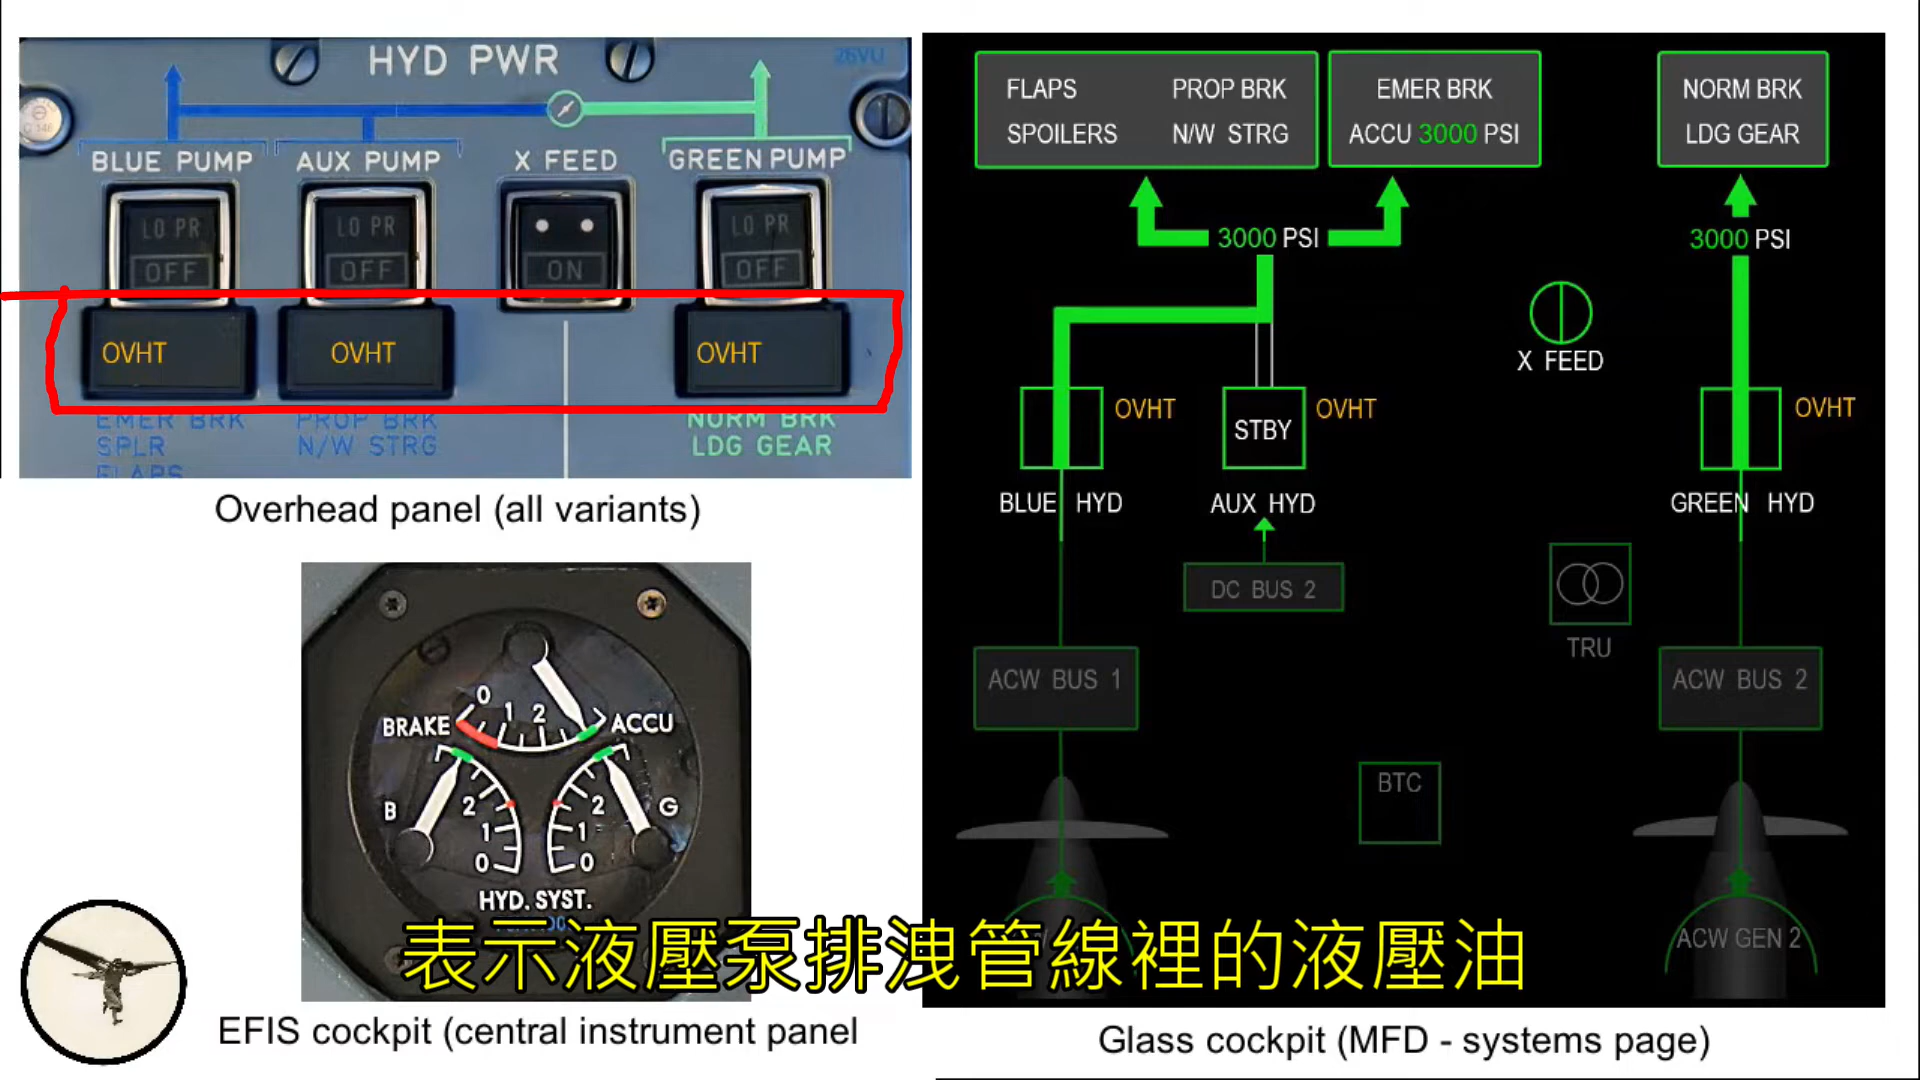 HYD PWR
26VU
BLUE PUMP
AUX PUMP
X FEED
GREEN PUMP
LO PR
OFF
LO PR
OFF
ON
LO PR
OFF
OVHT
OVHT
OVHT
EMER BRK
SPLR
FLAPS
PROP BRK
N/W STRG
NORM BRK
LDG GEAR
Overhead panel (all variants)
FLAPS PROP BRK
SPOILERS N/W STRG
EMER BRK
ACCU 3000 PSI
NORM BRK
LDG GEAR
3000 PSI
3000 PSI
X FEED
OVHT
STBY
OVHT
OVHT
BLUE HYD
AUX HYD
GREEN HYD
DC BUS 2
TRU
ACW BUS 1
ACW BUS 2
BTC
ACW GEN 2
0 1 2
BRAKE ACCU
B 2 1 0
2 1 0 G
HYD. SYST.
表示液壓泵排洩管線裡的液壓油
EFIS cockpit (central instrument panel
Glass cockpit (MFD - systems page)